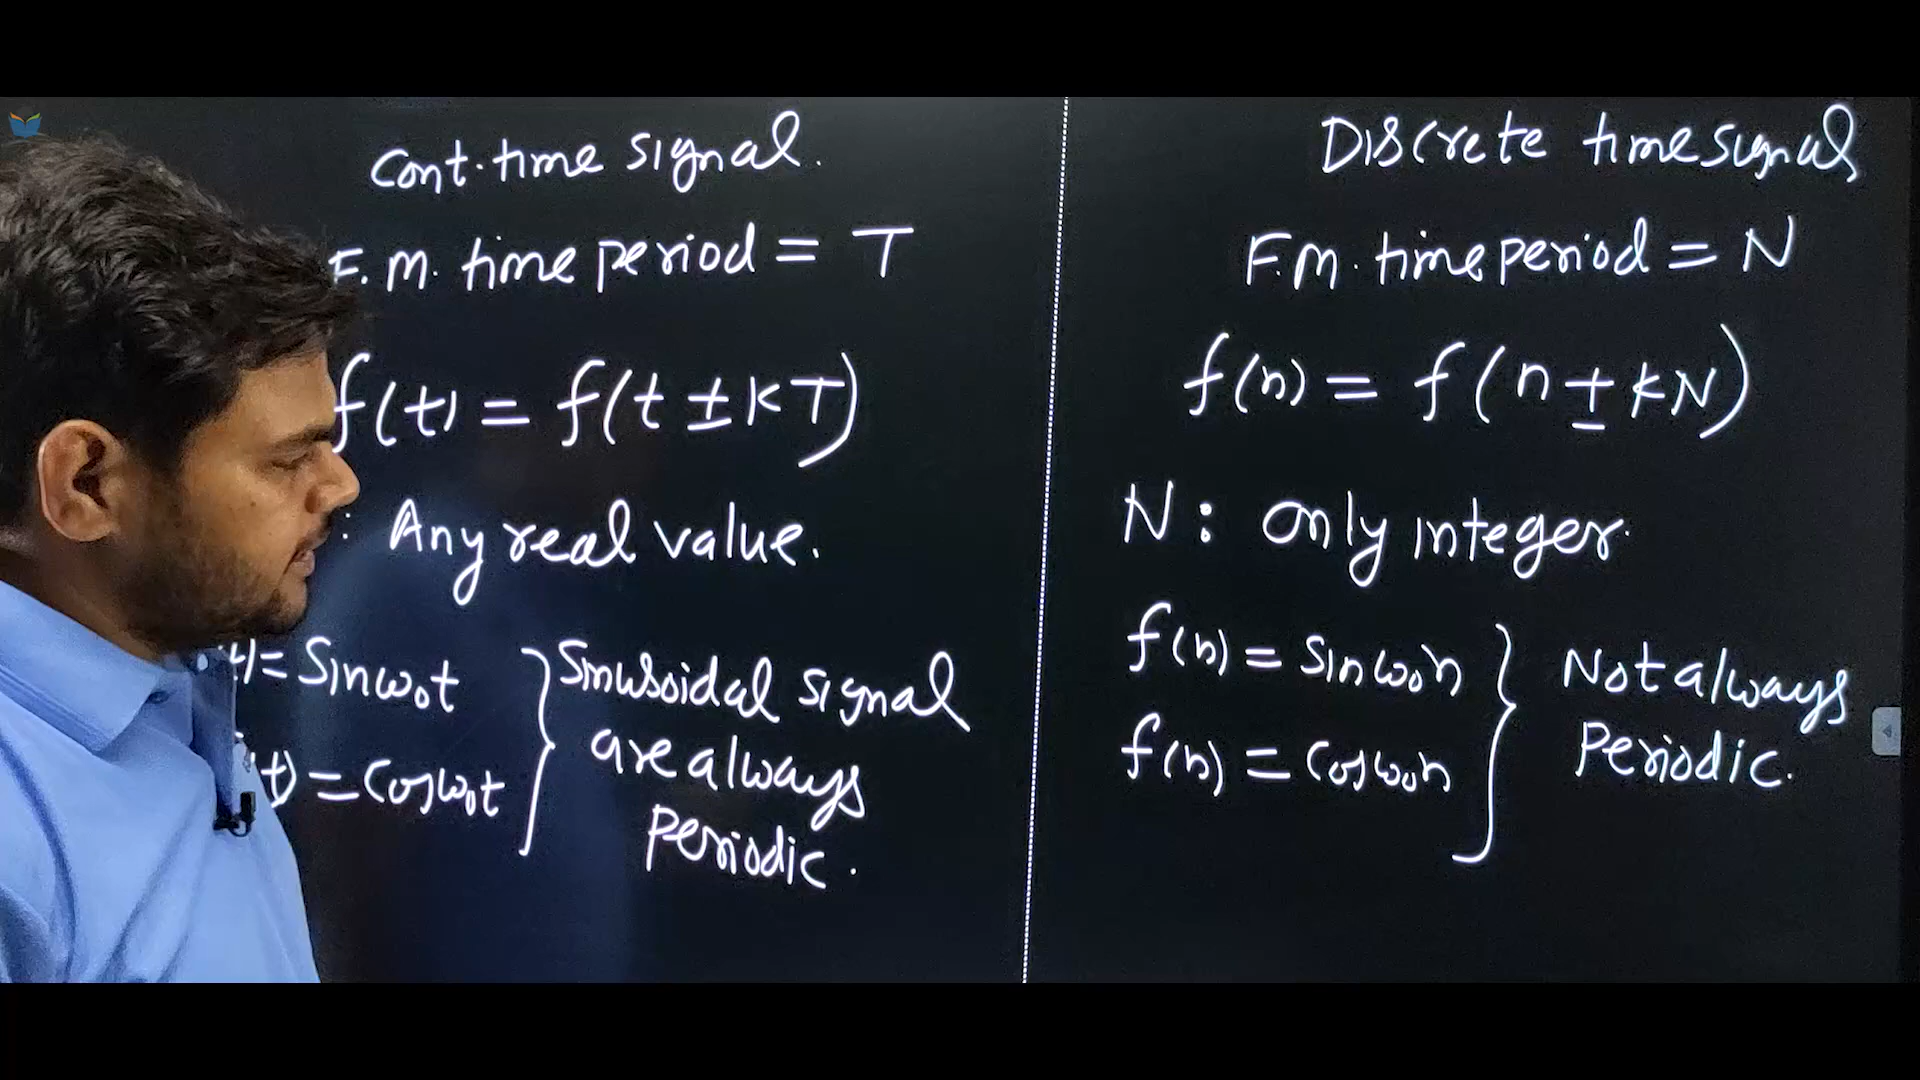 Cont. time signal.
F.M. time period = T
f(t) = f(t ± kT)
: Any real value.
t) = Sinω₀t
(t) = Cosω₀t
} Sinusoidal signal
are always
Periodic.
Discrete time signal
F.M. time period = N
f(n) = f(n ± kN)
N : only integer.
f(n) = Sinω₀n
f(n) = Cosω₀n
} Not always
Periodic.